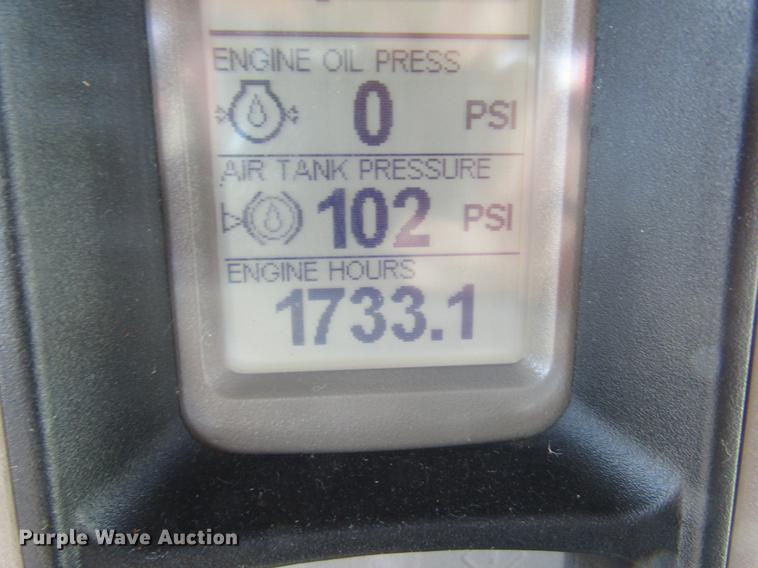 ENGINE OIL PRESS
0 PSI
AIR TANK PRESSURE
102 PSI
ENGINE HOURS
1733.1
Purple Wave Auction